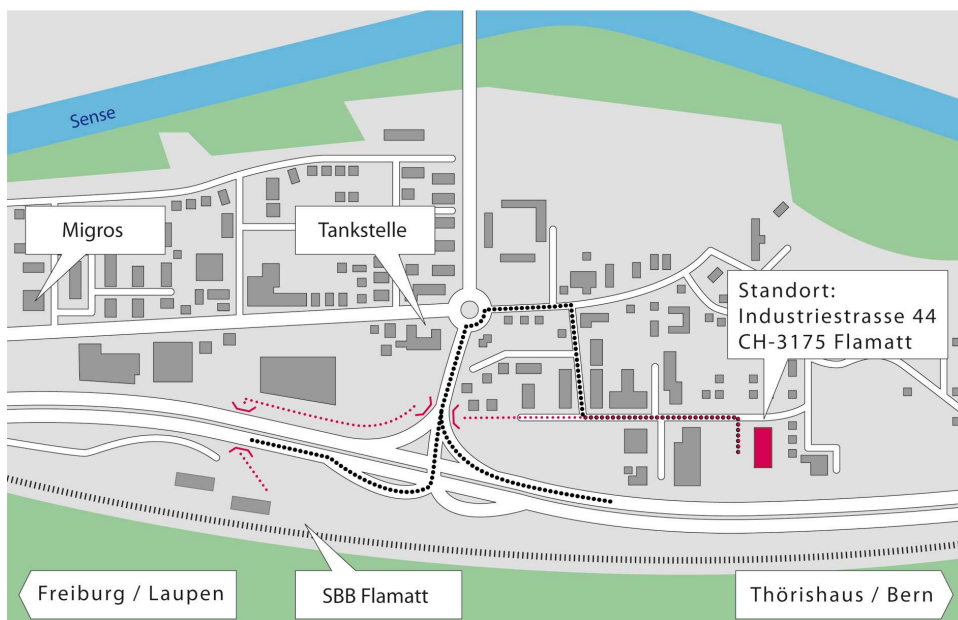 Sense
Migros
Tankstelle
Standort:
Industriestrasse 44
CH-3175 Flamatt
Freiburg / Laupen
SBB Flamatt
Thörishaus / Bern